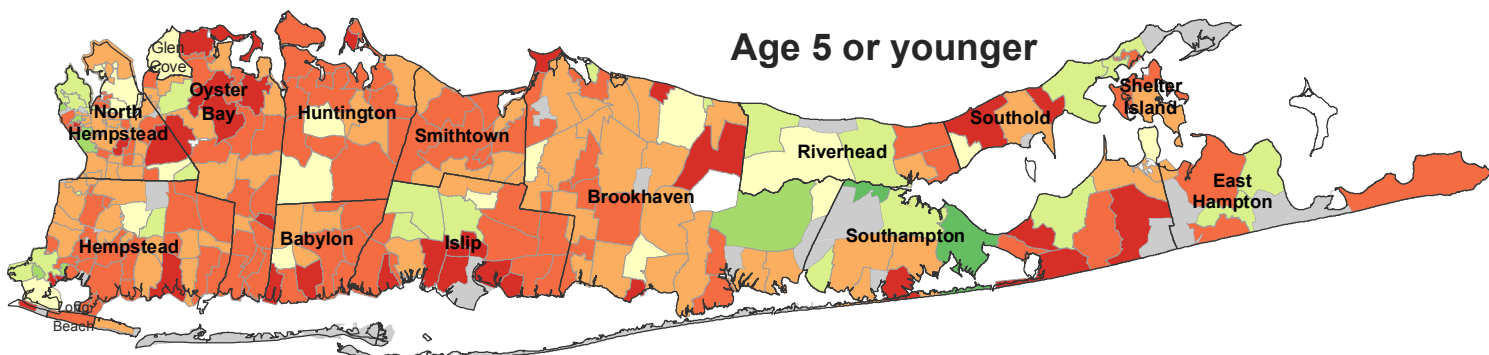 Age 5 or younger
Glen
Cove
Oyster
Bay
North
Hempstead
Huntington
Smithtown
Shelter
Island
Southold
Riverhead
Brookhaven
East
Hampton
Southampton
Hempstead
Babylon
Islip
Long
Beach